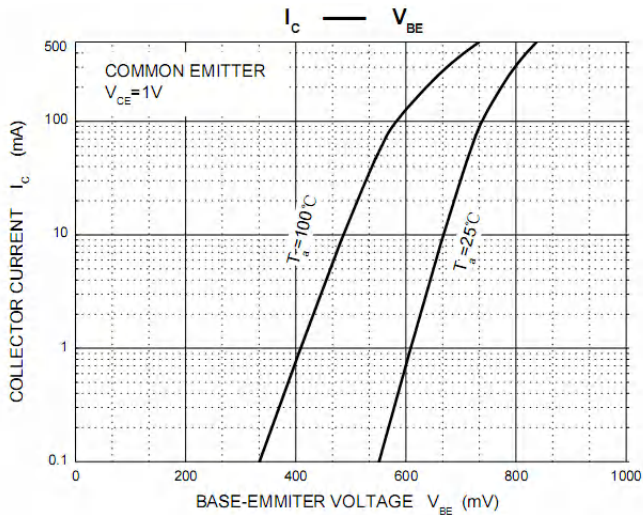 I_C —— V_BE
COMMON EMITTER
V_CE=1V
COLLECTOR CURRENT I_C (mA)
500
100
10
1
0.1
T_a=100℃
T_a=25℃
0 200 400 600 800 1000
BASE-EMMITER VOLTAGE V_BE (mV)